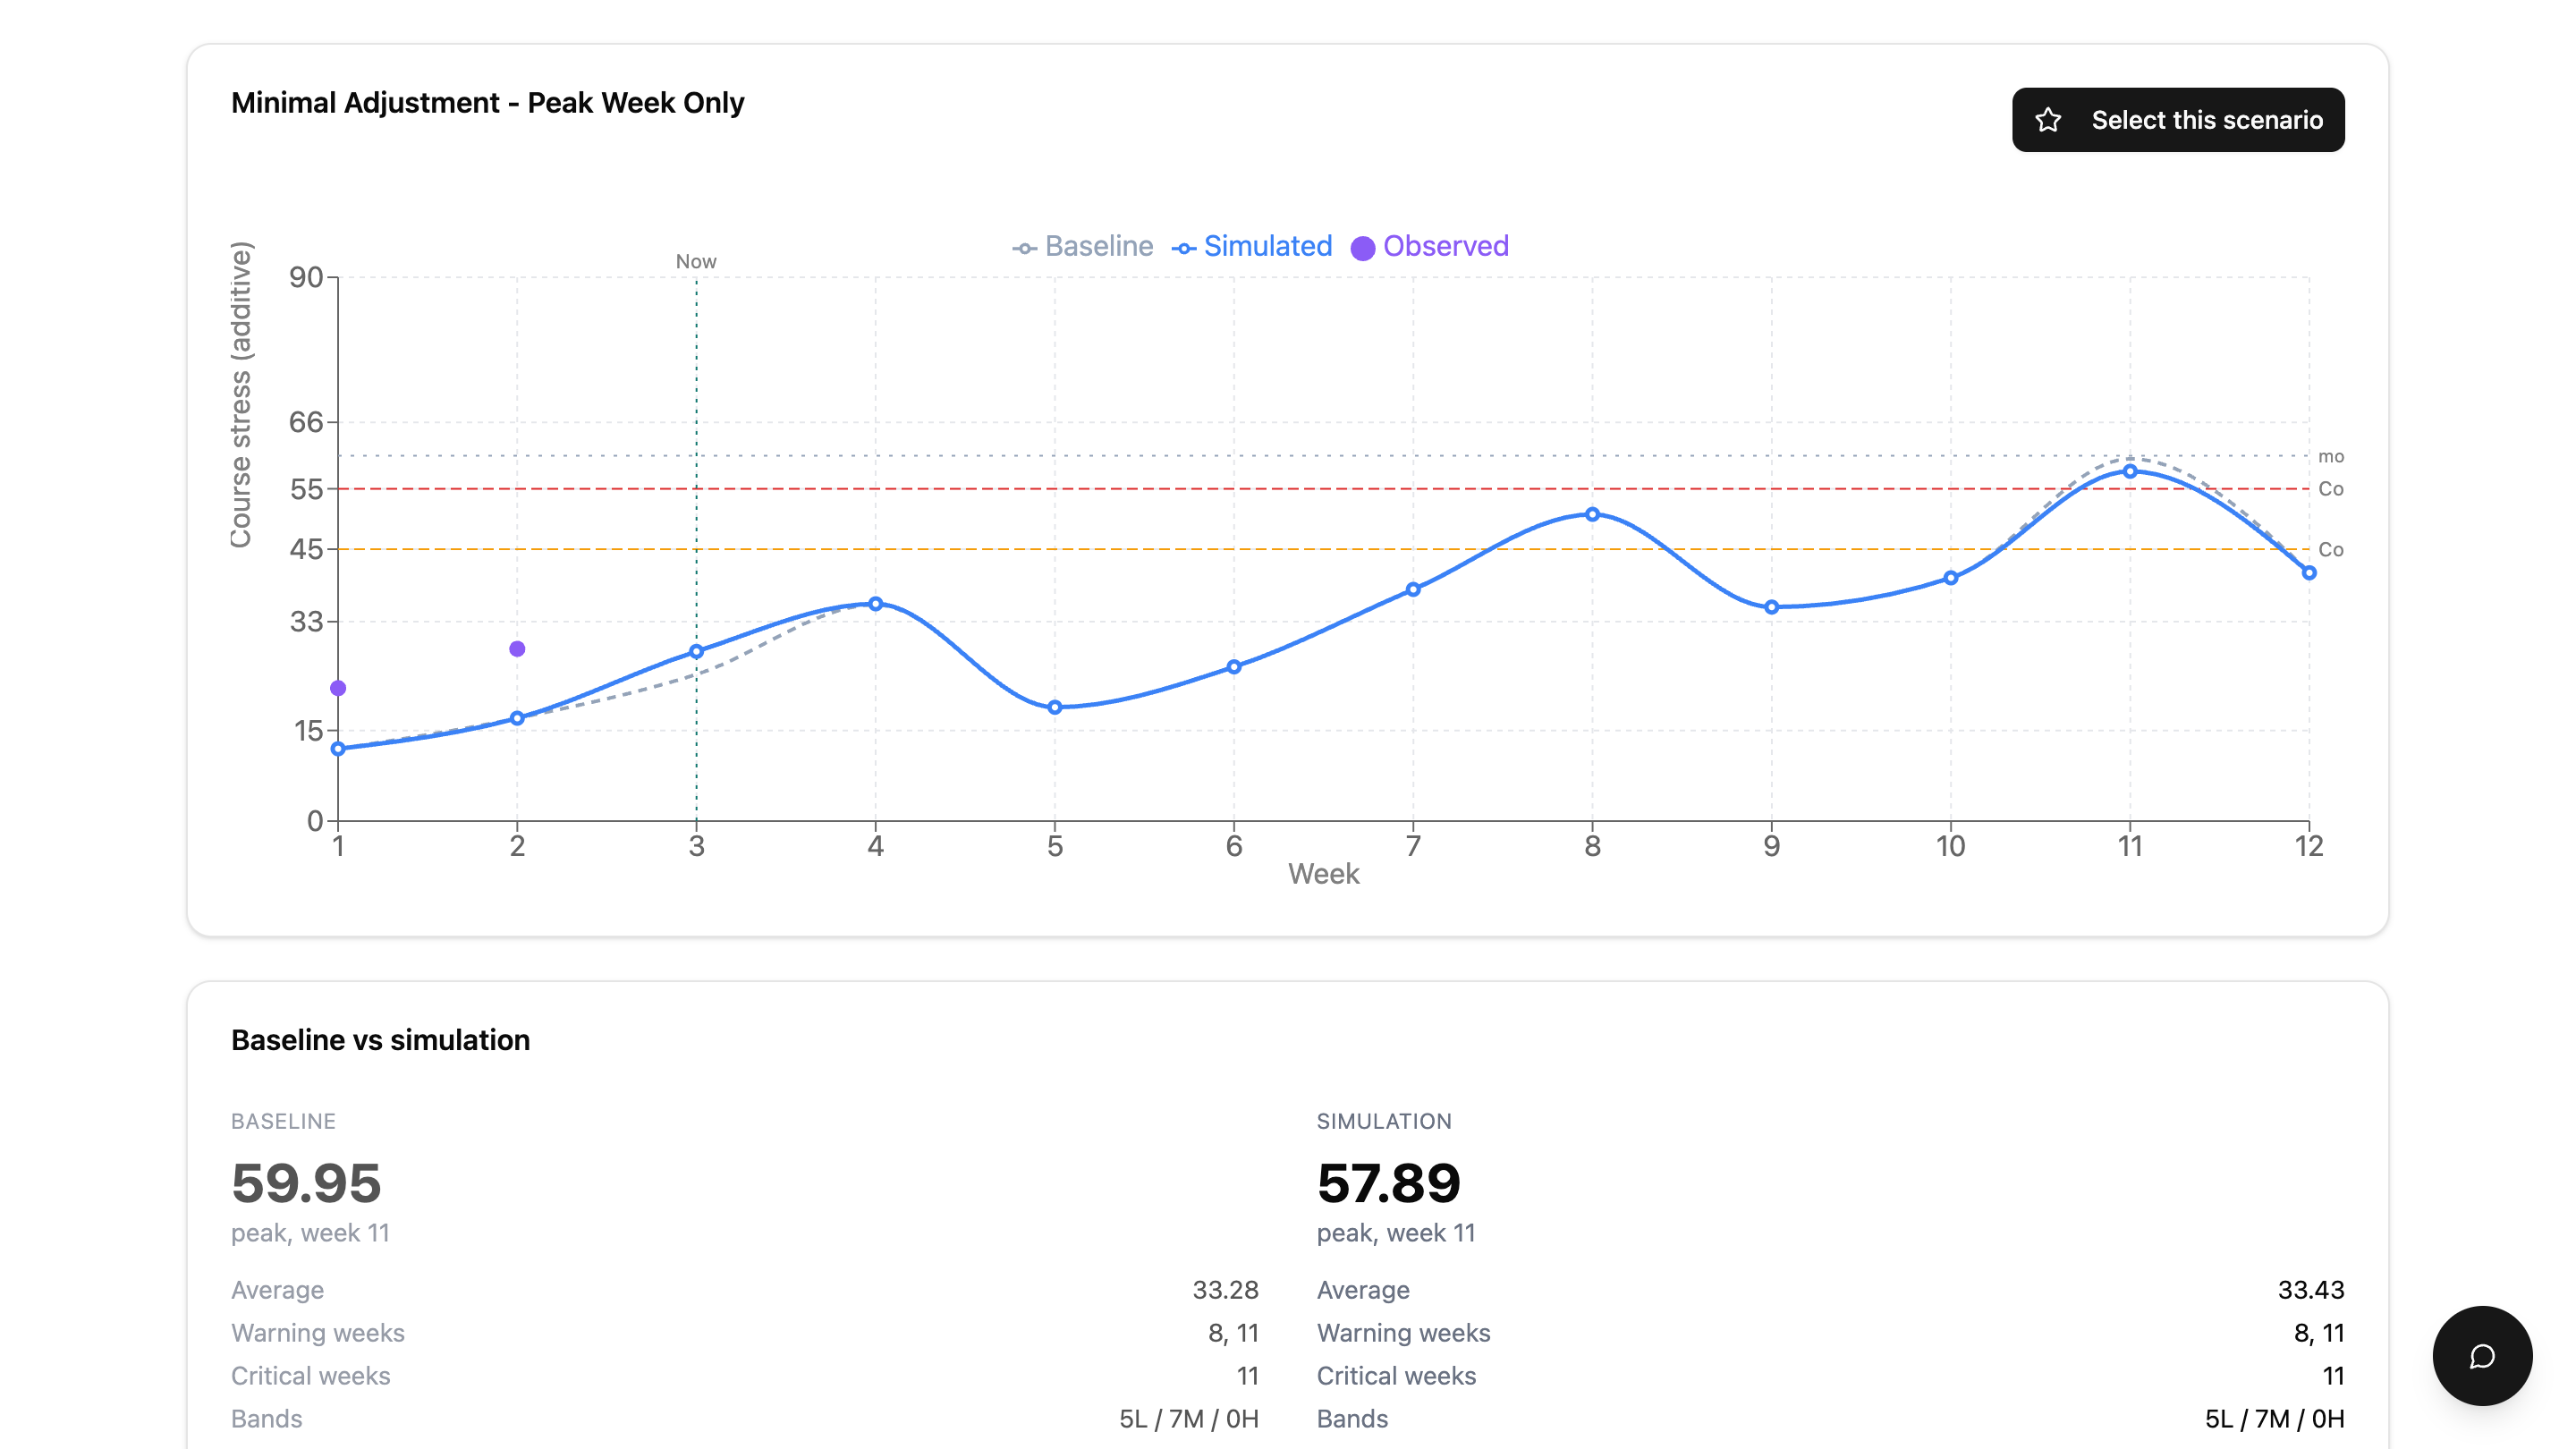 Minimal Adjustment - Peak Week Only
Select this scenario
Baseline Simulated Observed
Now
Course stress (additive)
90
66
mo
55
Co
45
Co
33
15
0
1 2 3 4 5 6 7 8 9 10 11 12
Week
Baseline vs simulation
BASELINE
59.95
peak, week 11
Average 33.28
Warning weeks 8, 11
Critical weeks 11
Bands 5L / 7M / 0H
SIMULATION
57.89
peak, week 11
Average 33.43
Warning weeks 8, 11
Critical weeks 11
Bands 5L / 7M / 0H